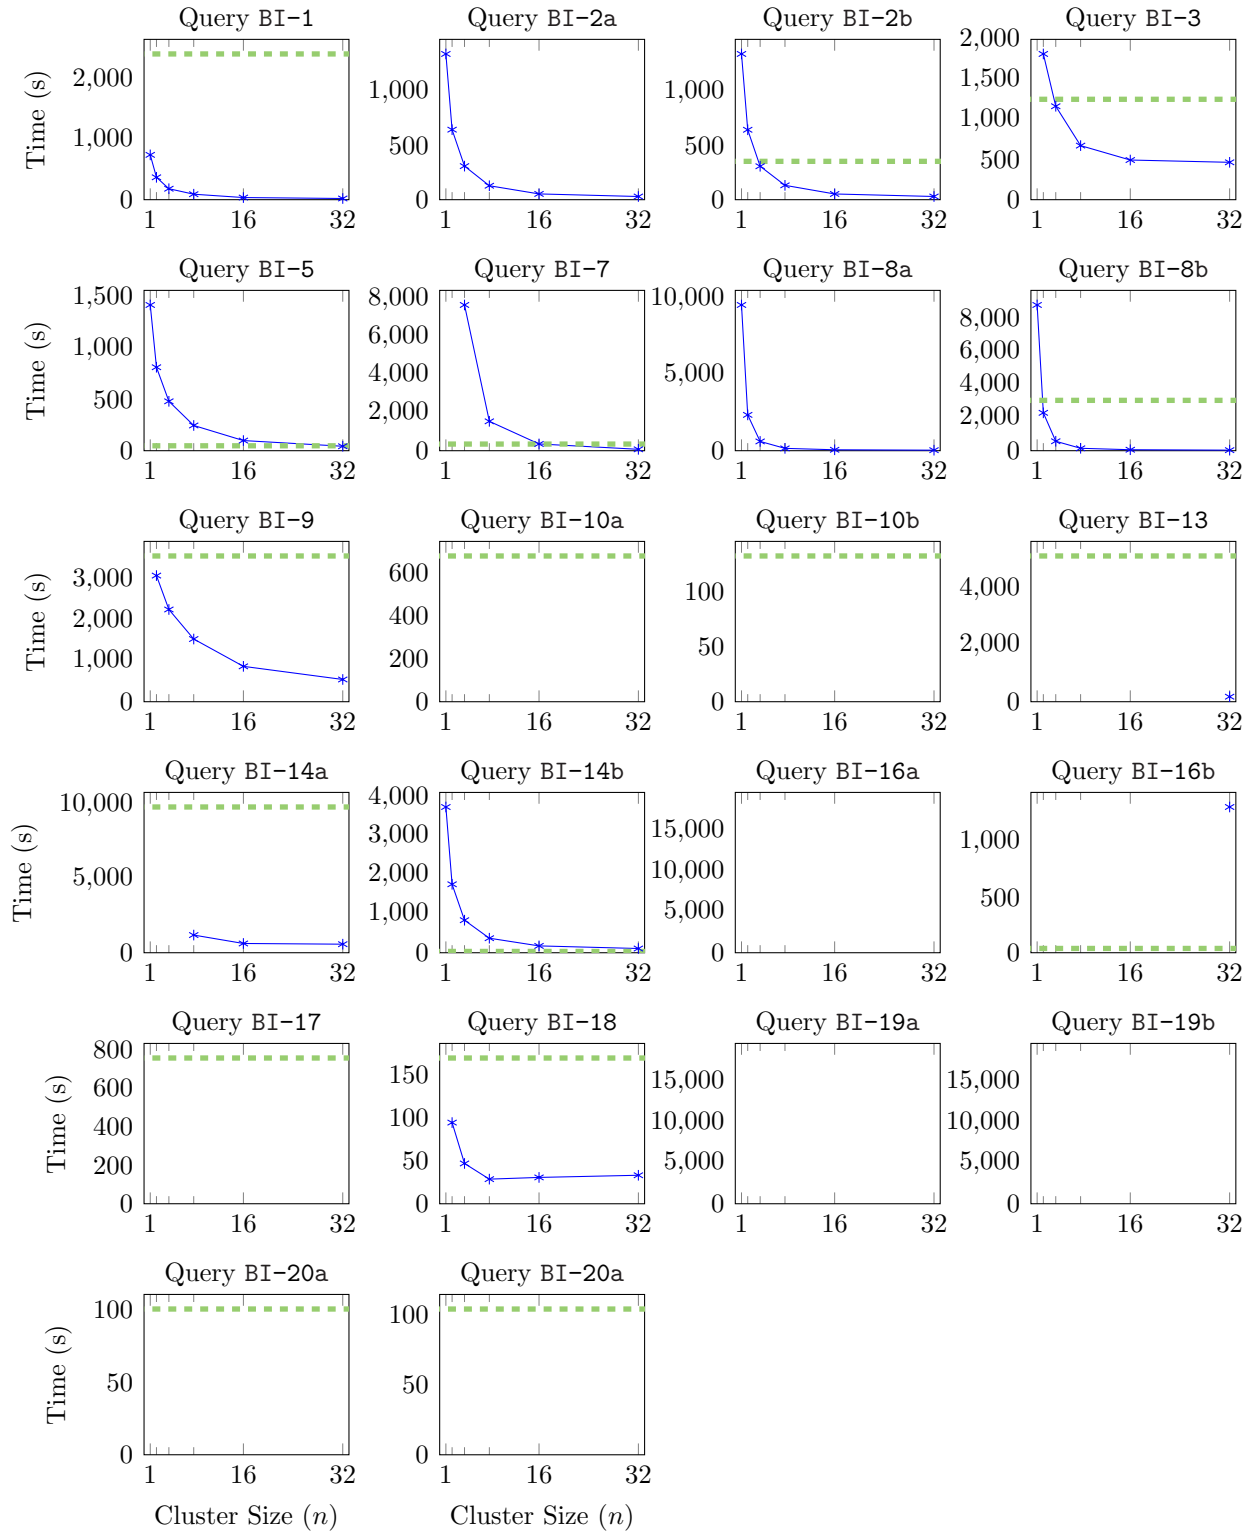 Query BI-1
Query BI-2a
Query BI-2b
Query BI-3
Time (s)
2,000
1,000
0
1 16 32
1,000
500
0
1 16 32
1,000
500
0
1 16 32
2,000
1,500
1,000
500
0
1 16 32
Query BI-5
Query BI-7
Query BI-8a
Query BI-8b
Time (s)
1,500
1,000
500
0
1 16 32
8,000
6,000
4,000
2,000
0
1 16 32
10,000
5,000
0
1 16 32
8,000
6,000
4,000
2,000
0
1 16 32
Query BI-9
Query BI-10a
Query BI-10b
Query BI-13
Time (s)
3,000
2,000
1,000
0
1 16 32
600
400
200
0
1 16 32
100
50
0
1 16 32
4,000
2,000
0
1 16 32
Query BI-14a
Query BI-14b
Query BI-16a
Query BI-16b
Time (s)
10,000
5,000
0
1 16 32
4,000
3,000
2,000
1,000
0
1 16 32
15,000
10,000
5,000
0
1 16 32
1,000
500
0
1 16 32
Query BI-17
Query BI-18
Query BI-19a
Query BI-19b
Time (s)
800
600
400
200
0
1 16 32
150
100
50
0
1 16 32
15,000
10,000
5,000
0
1 16 32
15,000
10,000
5,000
0
1 16 32
Query BI-20a
Query BI-20a
Time (s)
100
50
0
1 16 32
100
50
0
1 16 32
Cluster Size (n)
Cluster Size (n)